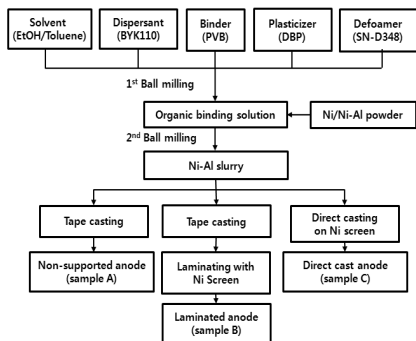 Solvent
(EtOH/Toluene)
Dispersant
(BYK110)
Binder
(PVB)
Plasticizer
(DBP)
Defoamer
(SN-D348)
1st Ball milling
Organic binding solution
Ni/Ni-Al powder
2nd Ball milling
Ni-Al slurry
Tape casting
Tape casting
Direct casting
on Ni screen
Non-supported anode
(sample A)
Laminating with
Ni Screen
Direct cast anode
(sample C)
Laminated anode
(sample B)